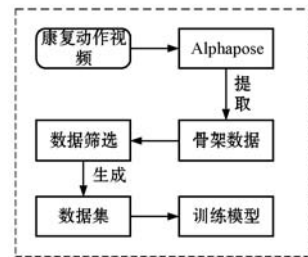 康复动作视
频
Alphapose
提
取
数据筛选
骨架数据
生成
数据集
训练模型